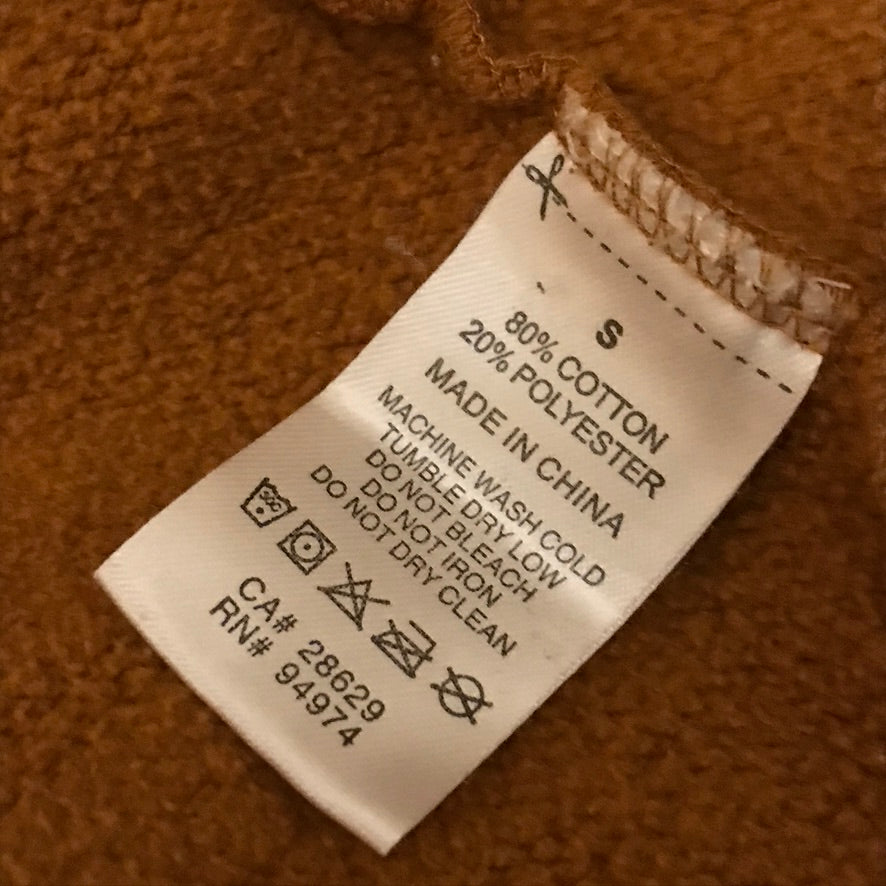 S
80% COTTON
20% POLYESTER
MADE IN CHINA
MACHINE WASH COLD
TUMBLE DRY LOW
DO NOT BLEACH
DO NOT IRON
DO NOT DRY CLEAN
30C
CA# 28629
RN# 94974